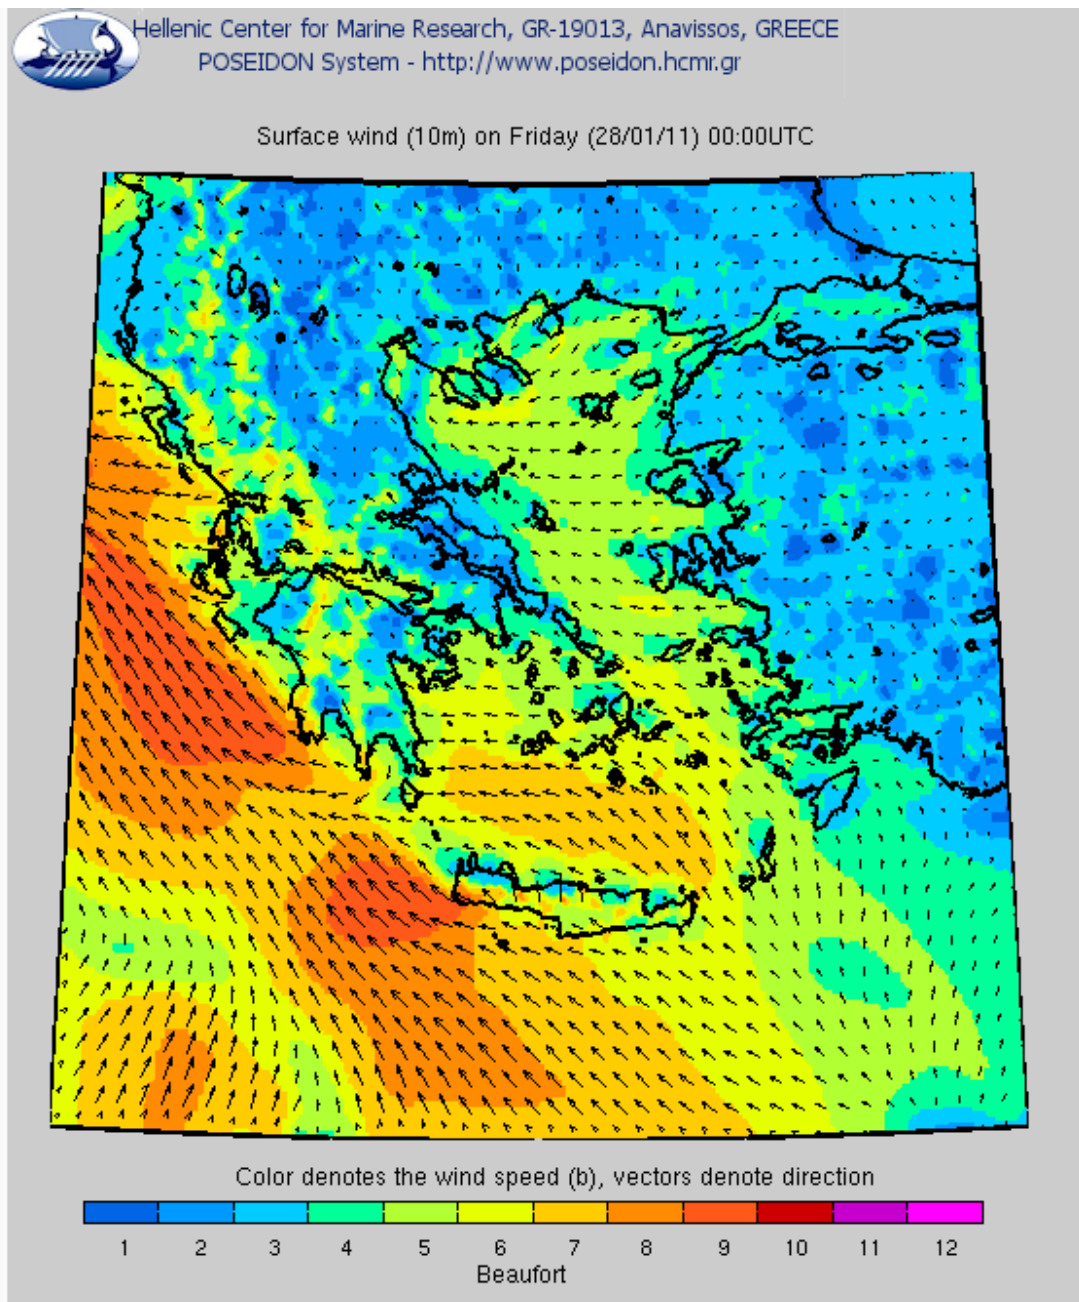 Hellenic Center for Marine Research, GR-19013, Anavissos, GREECE
POSEIDON System - http://www.poseidon.hcmr.gr
Surface wind (10m) on Friday (28/01/11) 00:00UTC
Color denotes the wind speed (b), vectors denote direction
1 2 3 4 5 6 7 8 9 10 11 12
Beaufort